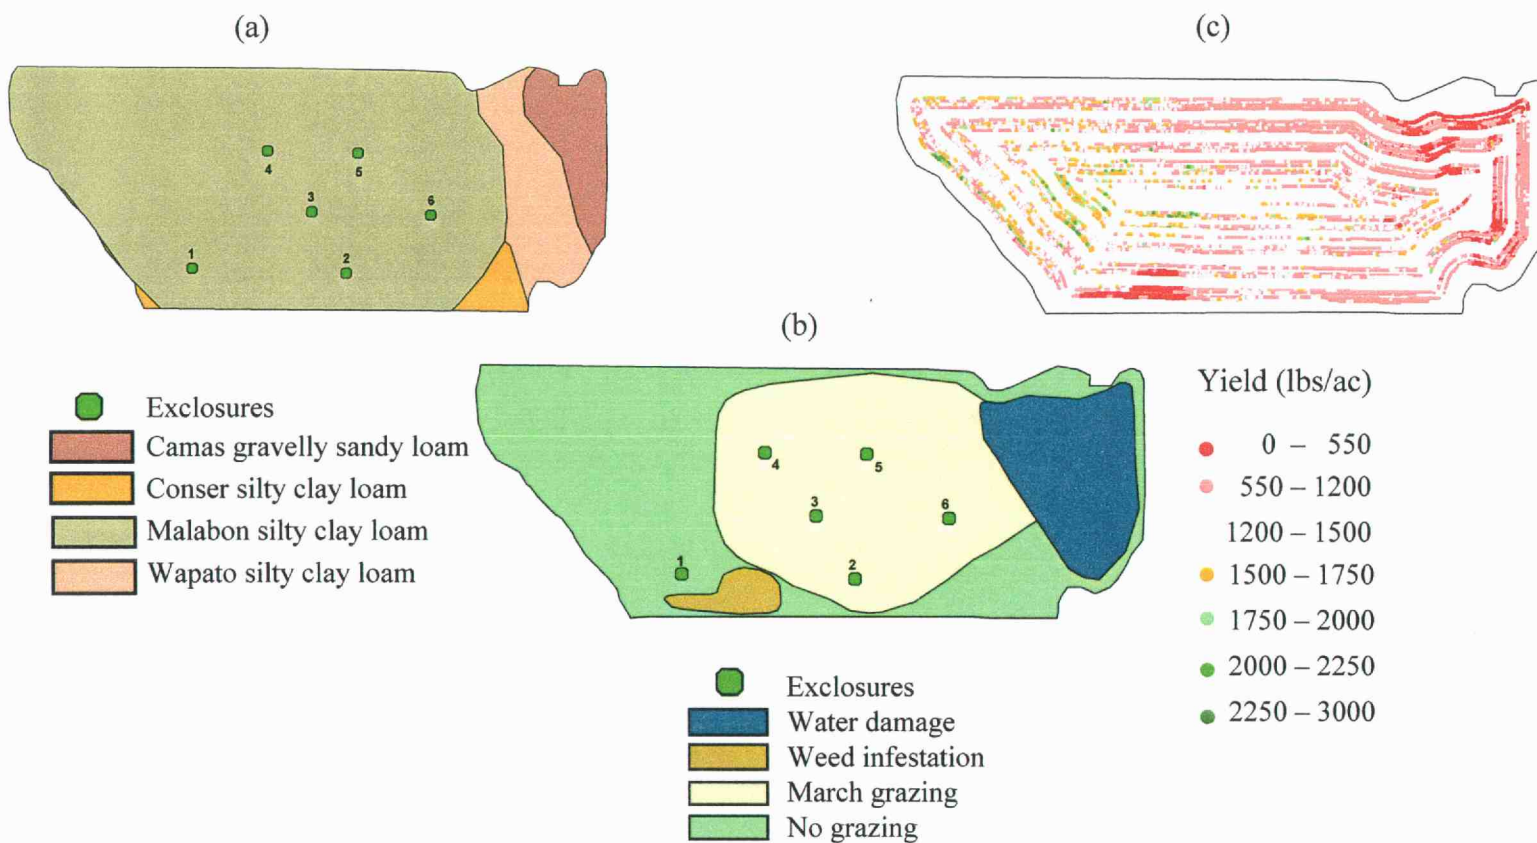 (a)
4
5
3
6
1
2
Exclosures
Camas gravelly sandy loam
Conser silty clay loam
Malabon silty clay loam
Wapato silty clay loam
(b)
4
5
3
6
1
2
Exclosures
Water damage
Weed infestation
March grazing
No grazing
(c)
Yield (lbs/ac)
0 – 550
550 – 1200
1200 – 1500
1500 – 1750
1750 – 2000
2000 – 2250
2250 – 3000